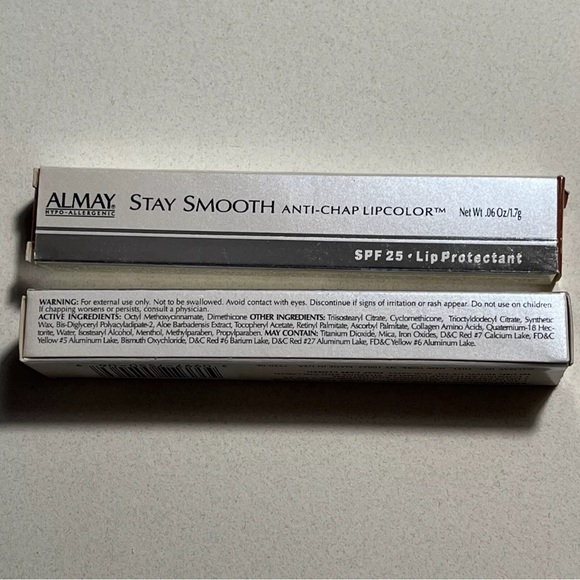 ALMAY® STAY SMOOTH ANTI-CHAP LIPCOLOR™ Net Wt .06 Oz/1.7g
HYPO-ALLERGENIC
SPF 25 • Lip Protectant
WARNING: For external use only. Not to be swallowed. Avoid contact with eyes. Discontinue if signs of irritation or rash appear. Do not use on children.
If chapping worsens or persists, consult a physician.
ACTIVE INGREDIENTS: Octyl Methoxycinnamate, Dimethicone OTHER INGREDIENTS: Triisostearyl Citrate, Cyclomethicone, Trioctyldodecyl Citrate, Synthetic
Wax, Bis-Diglyceryl Polyacyladipate-2, Aloe Barbadensis Extract, Tocopheryl Acetate, Retinyl Palmitate, Ascorbyl Palmitate, Collagen Amino Acids, Quaternium-18 Hec-
torite, Water, Isostearyl Alcohol, Menthol, Methylparaben, Propylparaben. MAY CONTAIN: Titanium Dioxide, Mica, Iron Oxides, D&C Red #7 Calcium Lake, FD&C
Yellow #5 Aluminum Lake, Bismuth Oxychloride, D&C Red #6 Barium Lake, D&C Red #27 Aluminum Lake, FD&C Yellow #6 Aluminum Lake.